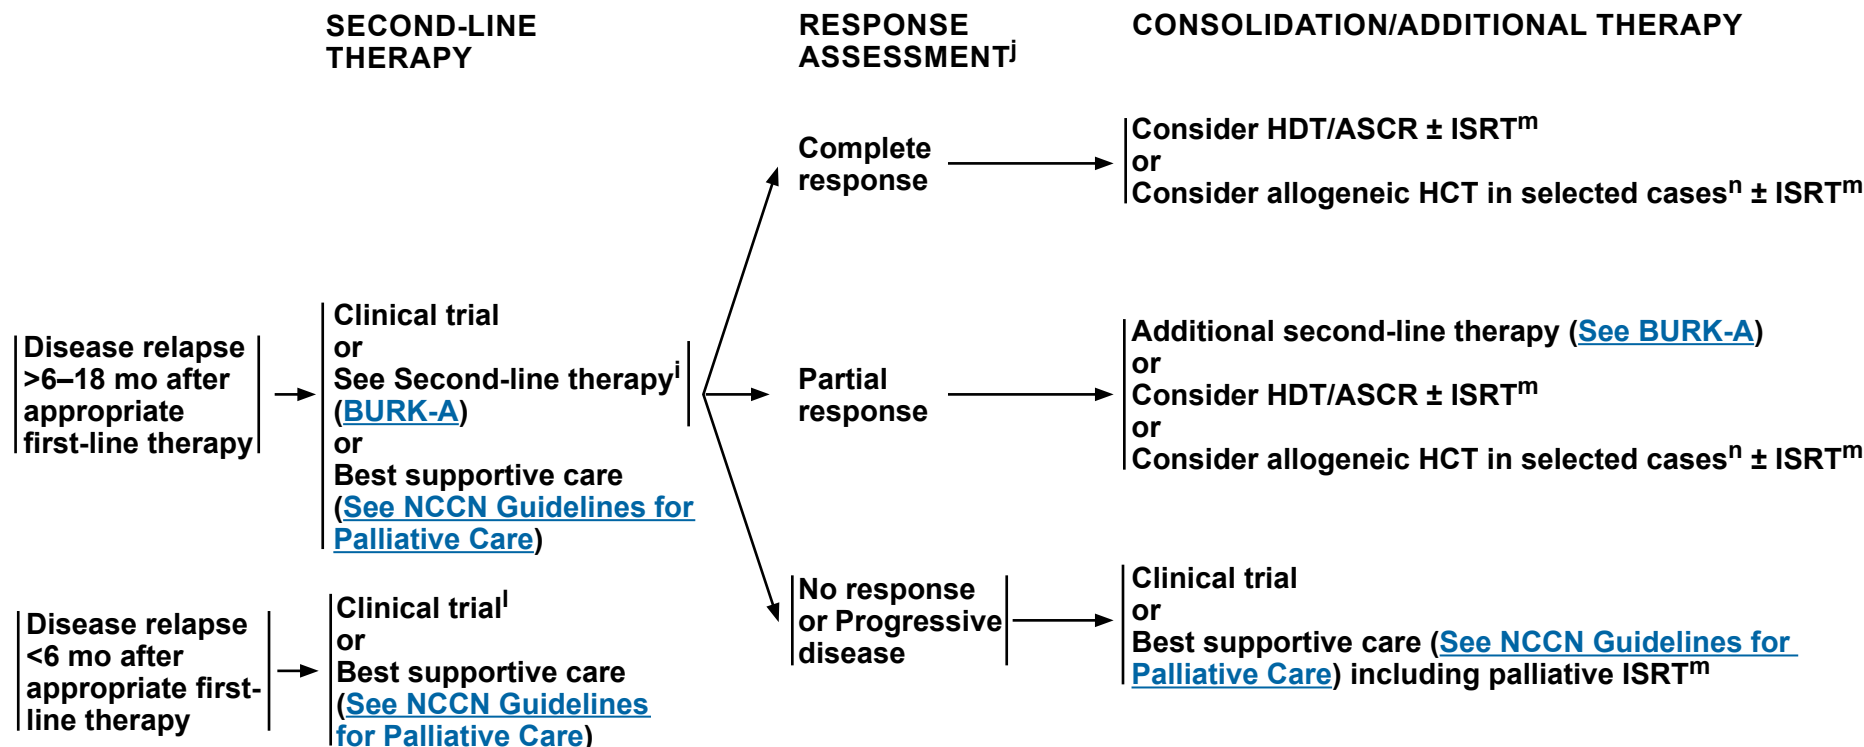 SECOND-LINE
THERAPY
RESPONSE
ASSESSMENTj
CONSOLIDATION/ADDITIONAL THERAPY
Disease relapse
>6–18 mo after
appropriate
first-line therapy
Clinical trial
or
See Second-line therapyi
(BURK-A)
or
Best supportive care
(See NCCN Guidelines for
Palliative Care)
Complete
response
Consider HDT/ASCR ± ISRTm
or
Consider allogeneic HCT in selected casesn ± ISRTm
Partial
response
Additional second-line therapy (See BURK-A)
or
Consider HDT/ASCR ± ISRTm
or
Consider allogeneic HCT in selected casesn ± ISRTm
No response
or Progressive
disease
Clinical trial
or
Best supportive care (See NCCN Guidelines for
Palliative Care) including palliative ISRTm
Disease relapse
<6 mo after
appropriate first-
line therapy
Clinical triall
or
Best supportive care
(See NCCN Guidelines
for Palliative Care)